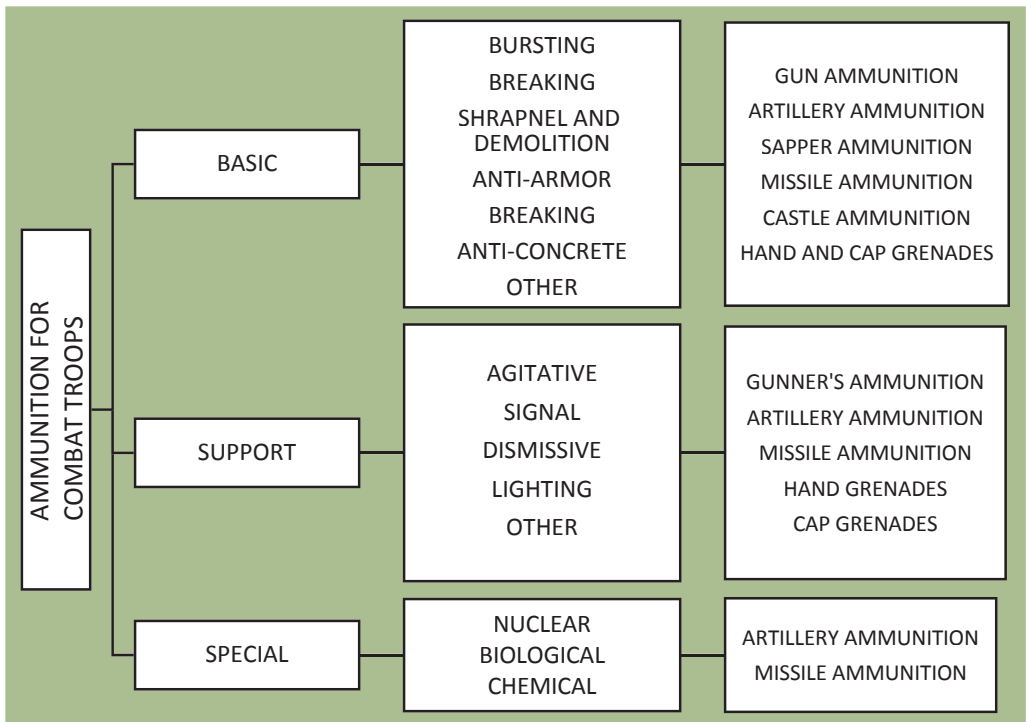 AMMUNITION FOR
COMBAT TROOPS
BASIC
BURSTING
BREAKING
SHRAPNEL AND
DEMOLITION
ANTI-ARMOR
BREAKING
ANTI-CONCRETE
OTHER
GUN AMMUNITION
ARTILLERY AMMUNITION
SAPPER AMMUNITION
MISSILE AMMUNITION
CASTLE AMMUNITION
HAND AND CAP GRENADES
SUPPORT
AGITATIVE
SIGNAL
DISMISSIVE
LIGHTING
OTHER
GUNNER'S AMMUNITION
ARTILLERY AMMUNITION
MISSILE AMMUNITION
HAND GRENADES
CAP GRENADES
SPECIAL
NUCLEAR
BIOLOGICAL
CHEMICAL
ARTILLERY AMMUNITION
MISSILE AMMUNITION